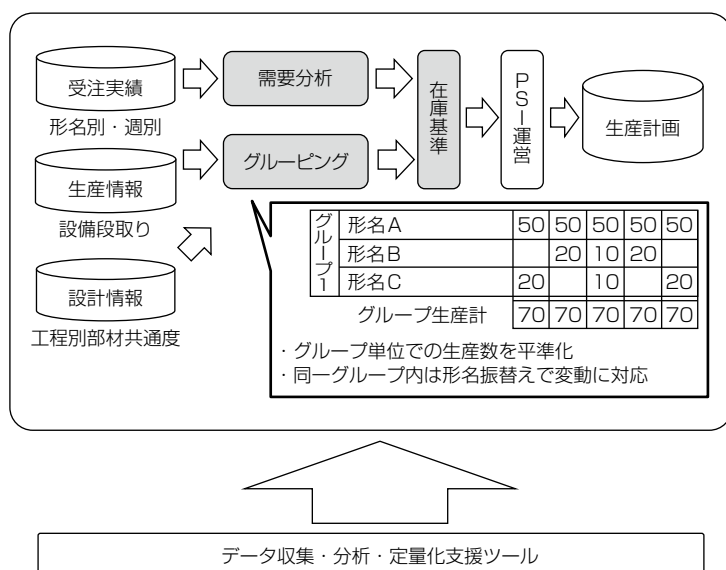 受注実績
形名別・週別
需要分析
在庫基準
PSI運営
生産計画
生産情報
設備段取り
グルーピング
設計情報
工程別部材共通度
グループ1
形名A 50 50 50 50 50
形名B 20 10 20
形名C 20 10 20
グループ生産計 70 70 70 70 70
・グループ単位での生産数を平準化
・同一グループ内は形名振替えで変動に対応
データ収集・分析・定量化支援ツール